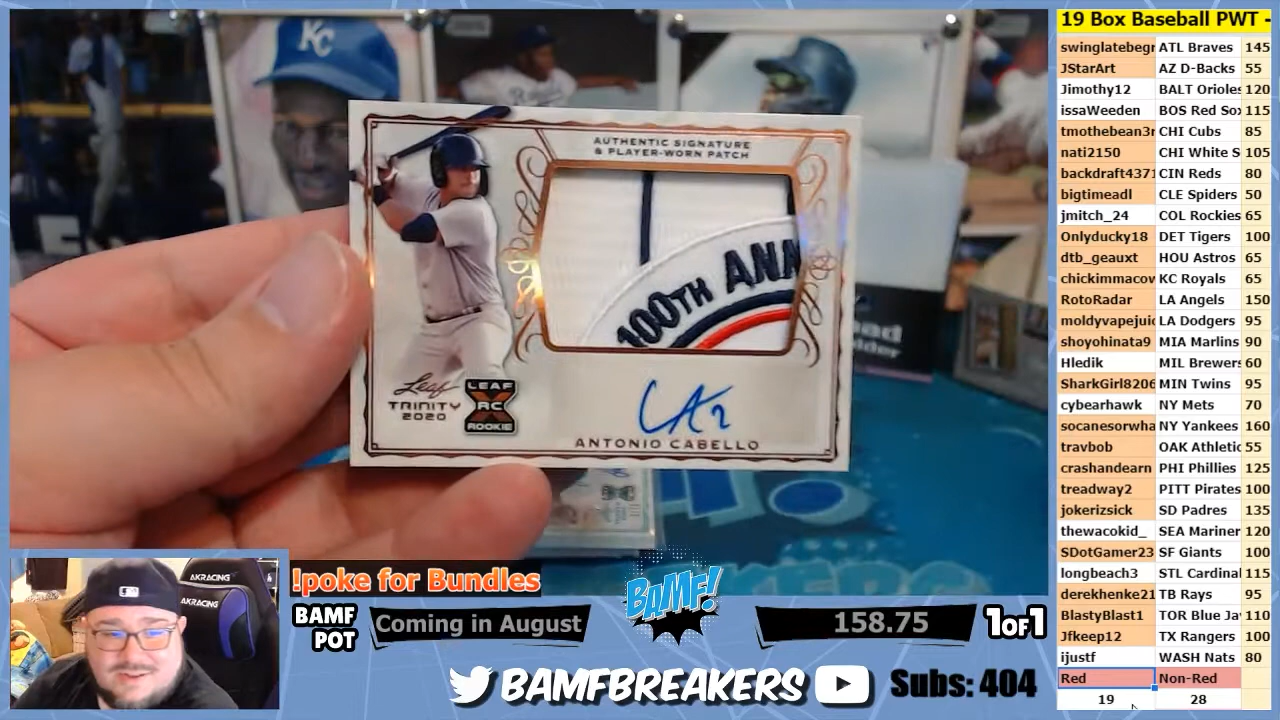 KC
AUTHENTIC SIGNATURE
& PLAYER-WORN PATCH
100TH ANN
Leaf
TRINITY
2020
LEAF
RC
ROOKIE
ANTONIO CABELLO
AKRACING
AKRACING
!poke for Bundles
BAMF
POT
Coming in August
BAMF!
158.75
1OF1
BAMFBREAKERS
Subs: 404
19 Box Baseball PWT -
swinglatebegr ATL Braves 145
JStarArt AZ D-Backs 55
Jimothy12 BALT Orioles 120
issaWeeden BOS Red Sox 115
tmothebean3r CHI Cubs 85
nati2150 CHI White S 105
backdraft4371 CIN Reds 80
bigtimeadl CLE Spiders 50
jmitch_24 COL Rockies 65
Onlyducky18 DET Tigers 100
dtb_geauxt HOU Astros 65
chickimmacov KC Royals 65
RotoRadar LA Angels 150
moldyvapejuic LA Dodgers 95
shoyohinata9 MIA Marlins 90
Hledik MIL Brewers 60
SharkGirl8206 MIN Twins 95
cybearhawk NY Mets 70
socanesorwha NY Yankees 160
travbob OAK Athletic 55
crashandearn PHI Phillies 125
treadway2 PITT Pirates 100
jokerizsick SD Padres 135
thewacokid_ SEA Mariner 120
SDotGamer23 SF Giants 100
longbeach3 STL Cardinal 115
derekhenke21 TB Rays 95
BlastyBlast1 TOR Blue Ja 110
Jfkeep12 TX Rangers 100
ijustf WASH Nats 80
Red Non-Red
19 28